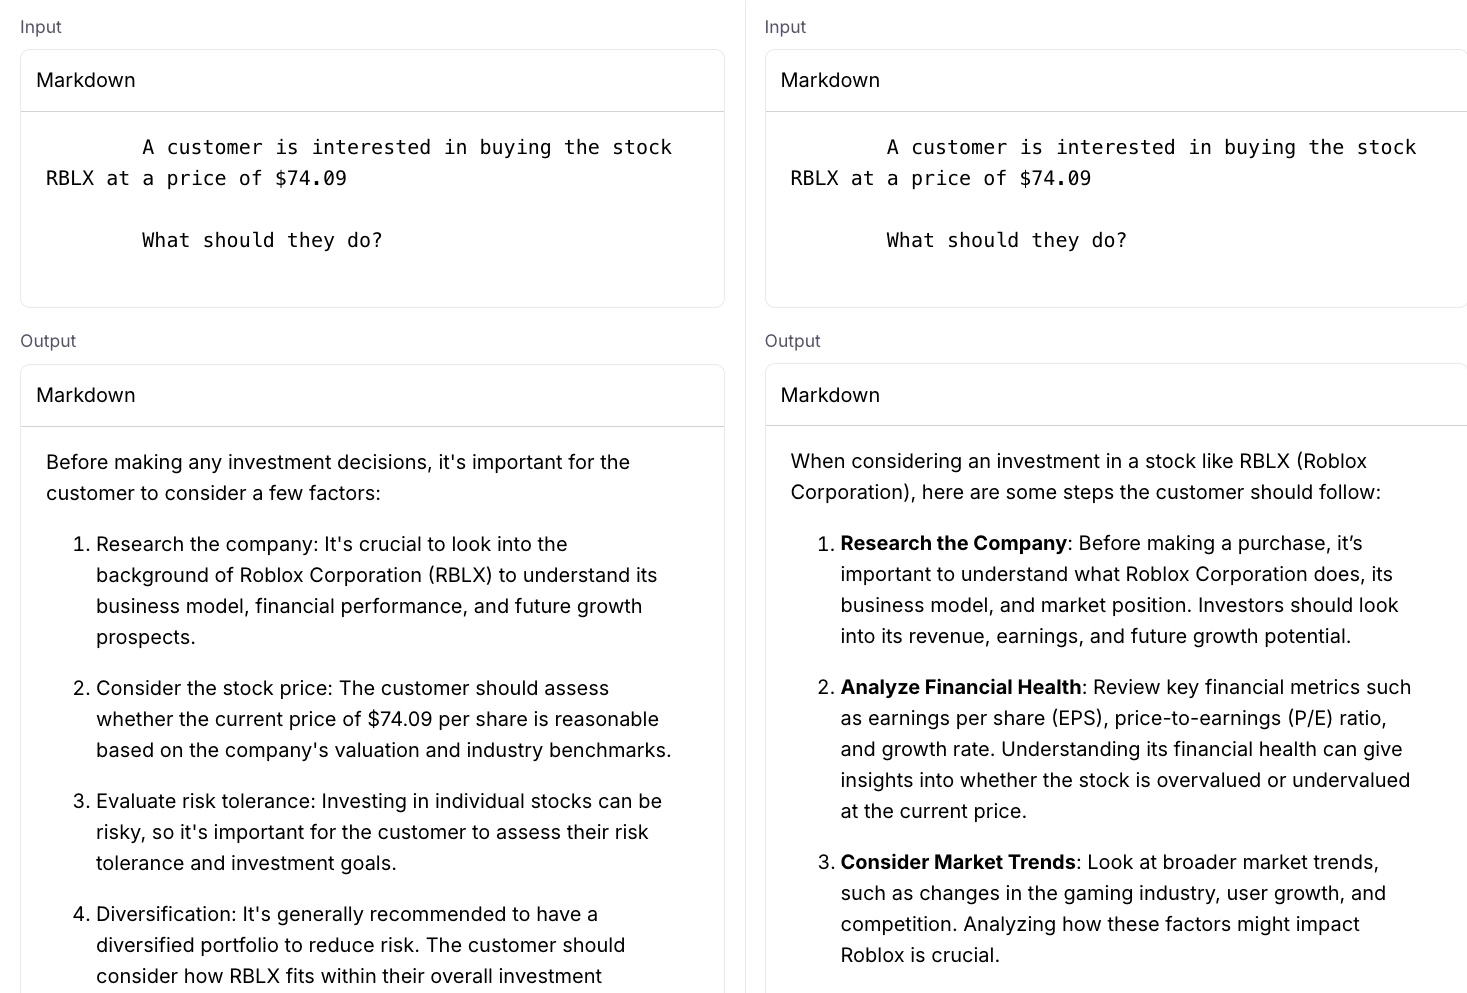 Input
Markdown
A customer is interested in buying the stock
RBLX at a price of $74.09
What should they do?
Output
Markdown
Before making any investment decisions, it's important for the
customer to consider a few factors:
1. Research the company: It's crucial to look into the
background of Roblox Corporation (RBLX) to understand its
business model, financial performance, and future growth
prospects.
2. Consider the stock price: The customer should assess
whether the current price of $74.09 per share is reasonable
based on the company's valuation and industry benchmarks.
3. Evaluate risk tolerance: Investing in individual stocks can be
risky, so it's important for the customer to assess their risk
tolerance and investment goals.
4. Diversification: It's generally recommended to have a
diversified portfolio to reduce risk. The customer should
consider how RBLX fits within their overall investment
Input
Markdown
A customer is interested in buying the stock
RBLX at a price of $74.09
What should they do?
Output
Markdown
When considering an investment in a stock like RBLX (Roblox
Corporation), here are some steps the customer should follow:
1. Research the Company: Before making a purchase, it’s
important to understand what Roblox Corporation does, its
business model, and market position. Investors should look
into its revenue, earnings, and future growth potential.
2. Analyze Financial Health: Review key financial metrics such
as earnings per share (EPS), price-to-earnings (P/E) ratio,
and growth rate. Understanding its financial health can give
insights into whether the stock is overvalued or undervalued
at the current price.
3. Consider Market Trends: Look at broader market trends,
such as changes in the gaming industry, user growth, and
competition. Analyzing how these factors might impact
Roblox is crucial.